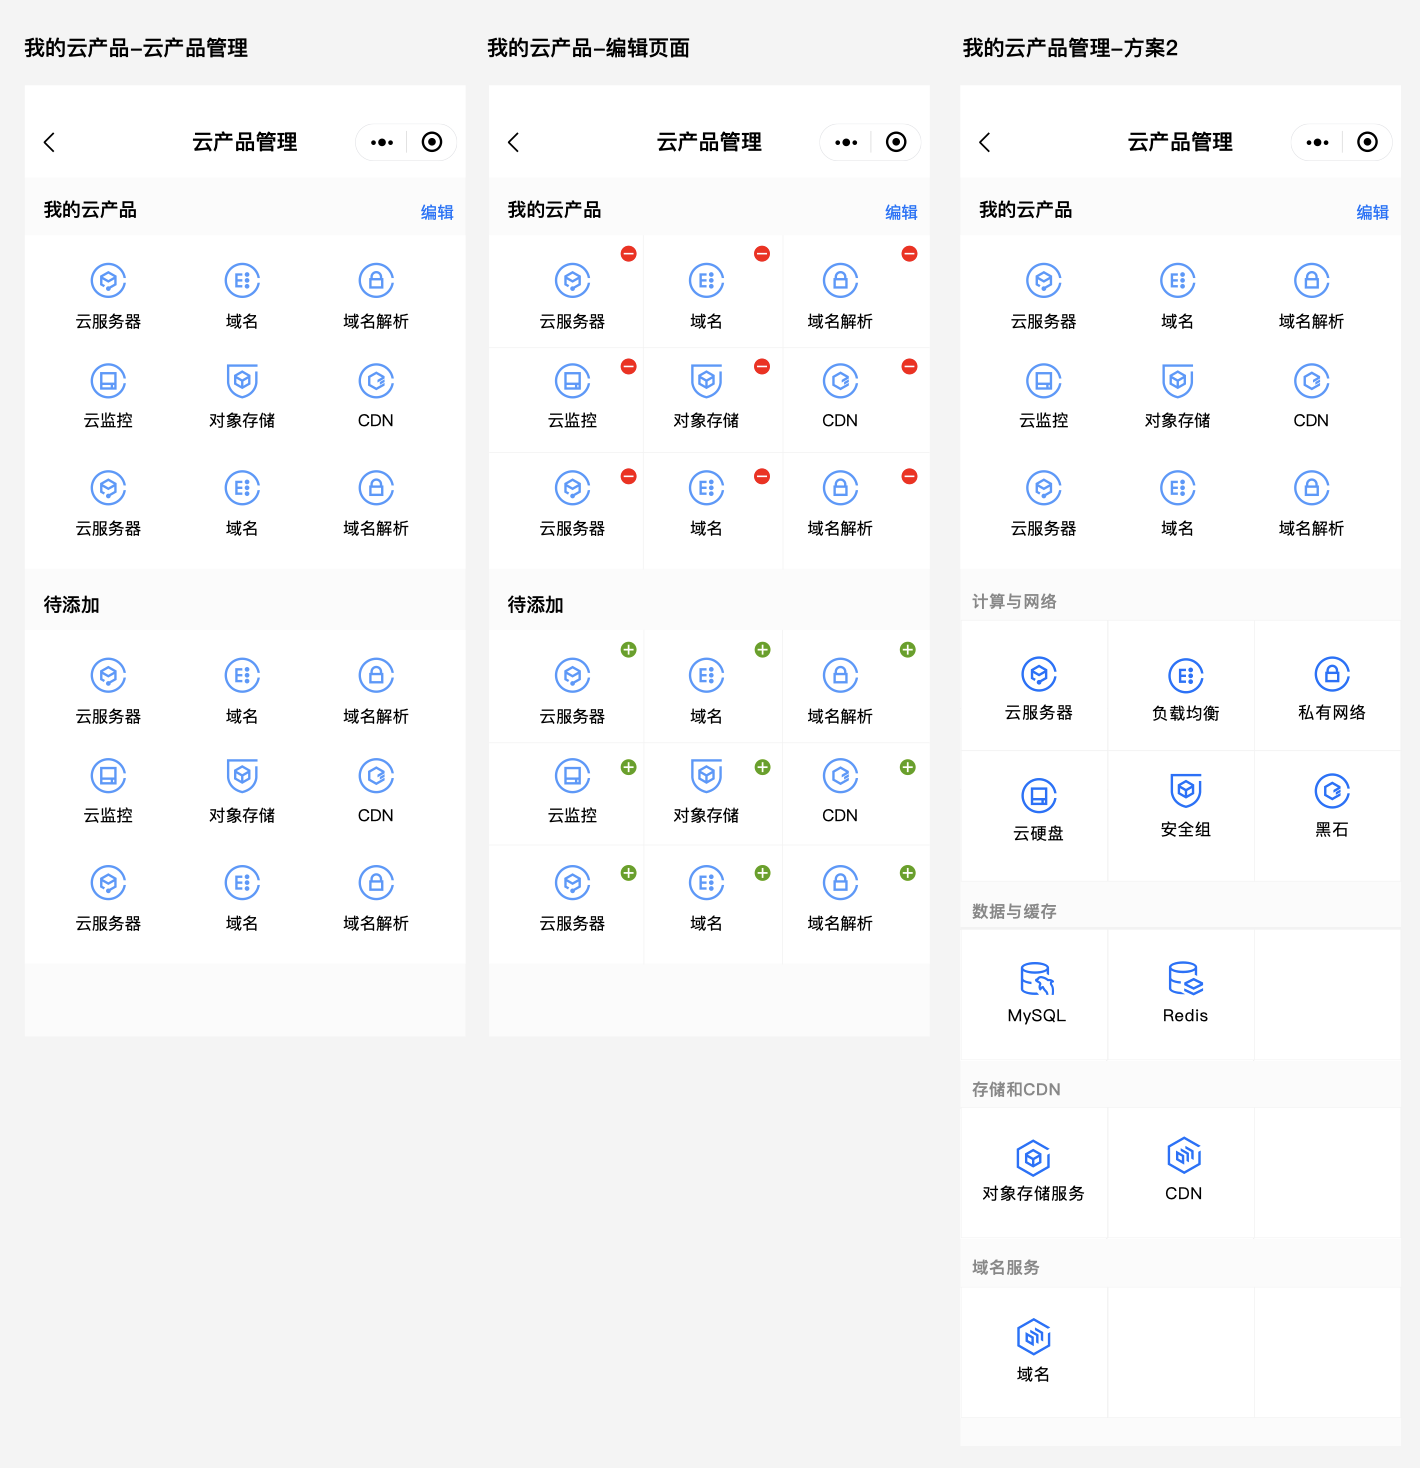 我的云产品–云产品管理
云产品管理
我的云产品
编辑
云服务器 域名 域名解析
云监控 对象存储 CDN
云服务器 域名 域名解析
待添加
云服务器 域名 域名解析
云监控 对象存储 CDN
云服务器 域名 域名解析
我的云产品–编辑页面
云产品管理
我的云产品
编辑
云服务器 域名 域名解析
云监控 对象存储 CDN
云服务器 域名 域名解析
待添加
云服务器 域名 域名解析
云监控 对象存储 CDN
云服务器 域名 域名解析
我的云产品管理–方案2
云产品管理
我的云产品
编辑
云服务器 域名 域名解析
云监控 对象存储 CDN
云服务器 域名 域名解析
计算与网络
云服务器 负载均衡 私有网络
云硬盘 安全组 黑石
数据与缓存
MySQL Redis
存储和CDN
对象存储服务 CDN
域名服务
域名